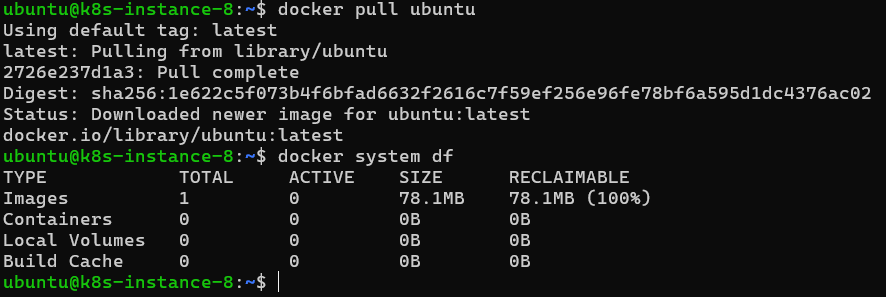 ubuntu@k8s-instance-8:~$ docker pull ubuntu
Using default tag: latest
latest: Pulling from library/ubuntu
2726e237d1a3: Pull complete
Digest: sha256:1e622c5f073b4f6bfad6632f2616c7f59ef256e96fe78bf6a595d1dc4376ac02
Status: Downloaded newer image for ubuntu:latest
docker.io/library/ubuntu:latest
ubuntu@k8s-instance-8:~$ docker system df
TYPE            TOTAL     ACTIVE    SIZE      RECLAIMABLE
Images          1         0         78.1MB    78.1MB (100%)
Containers      0         0         0B        0B
Local Volumes   0         0         0B        0B
Build Cache     0         0         0B        0B
ubuntu@k8s-instance-8:~$